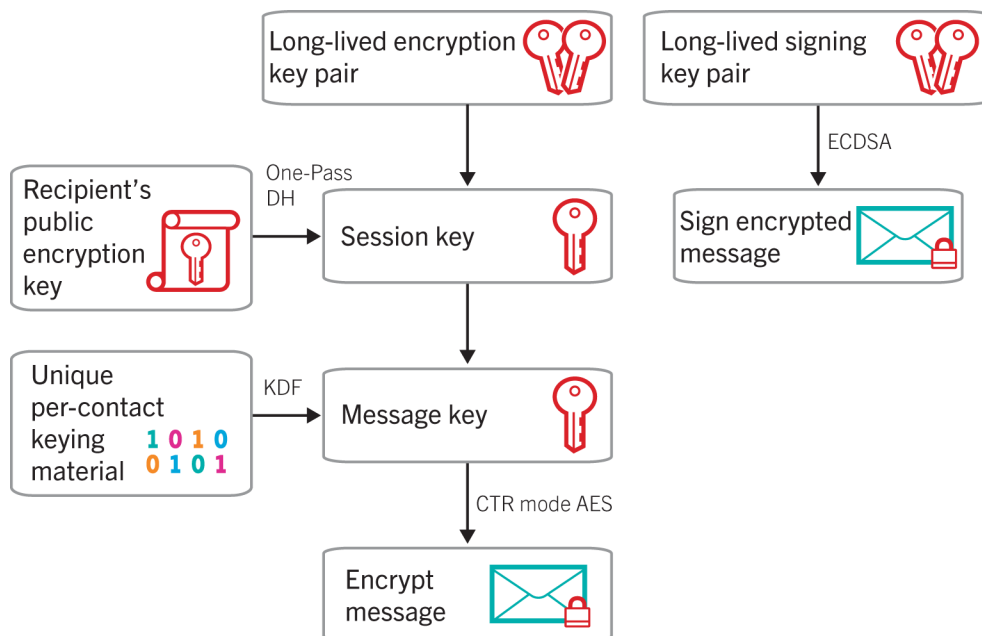 Long-lived encryption
key pair
Long-lived signing
key pair
ECDSA
One-Pass
DH
Recipient's
public
encryption
key
Session key
Sign encrypted
message
Unique
per-contact
keying
material
1 0 1 0
0 1 0 1
KDF
Message key
CTR mode AES
Encrypt
message